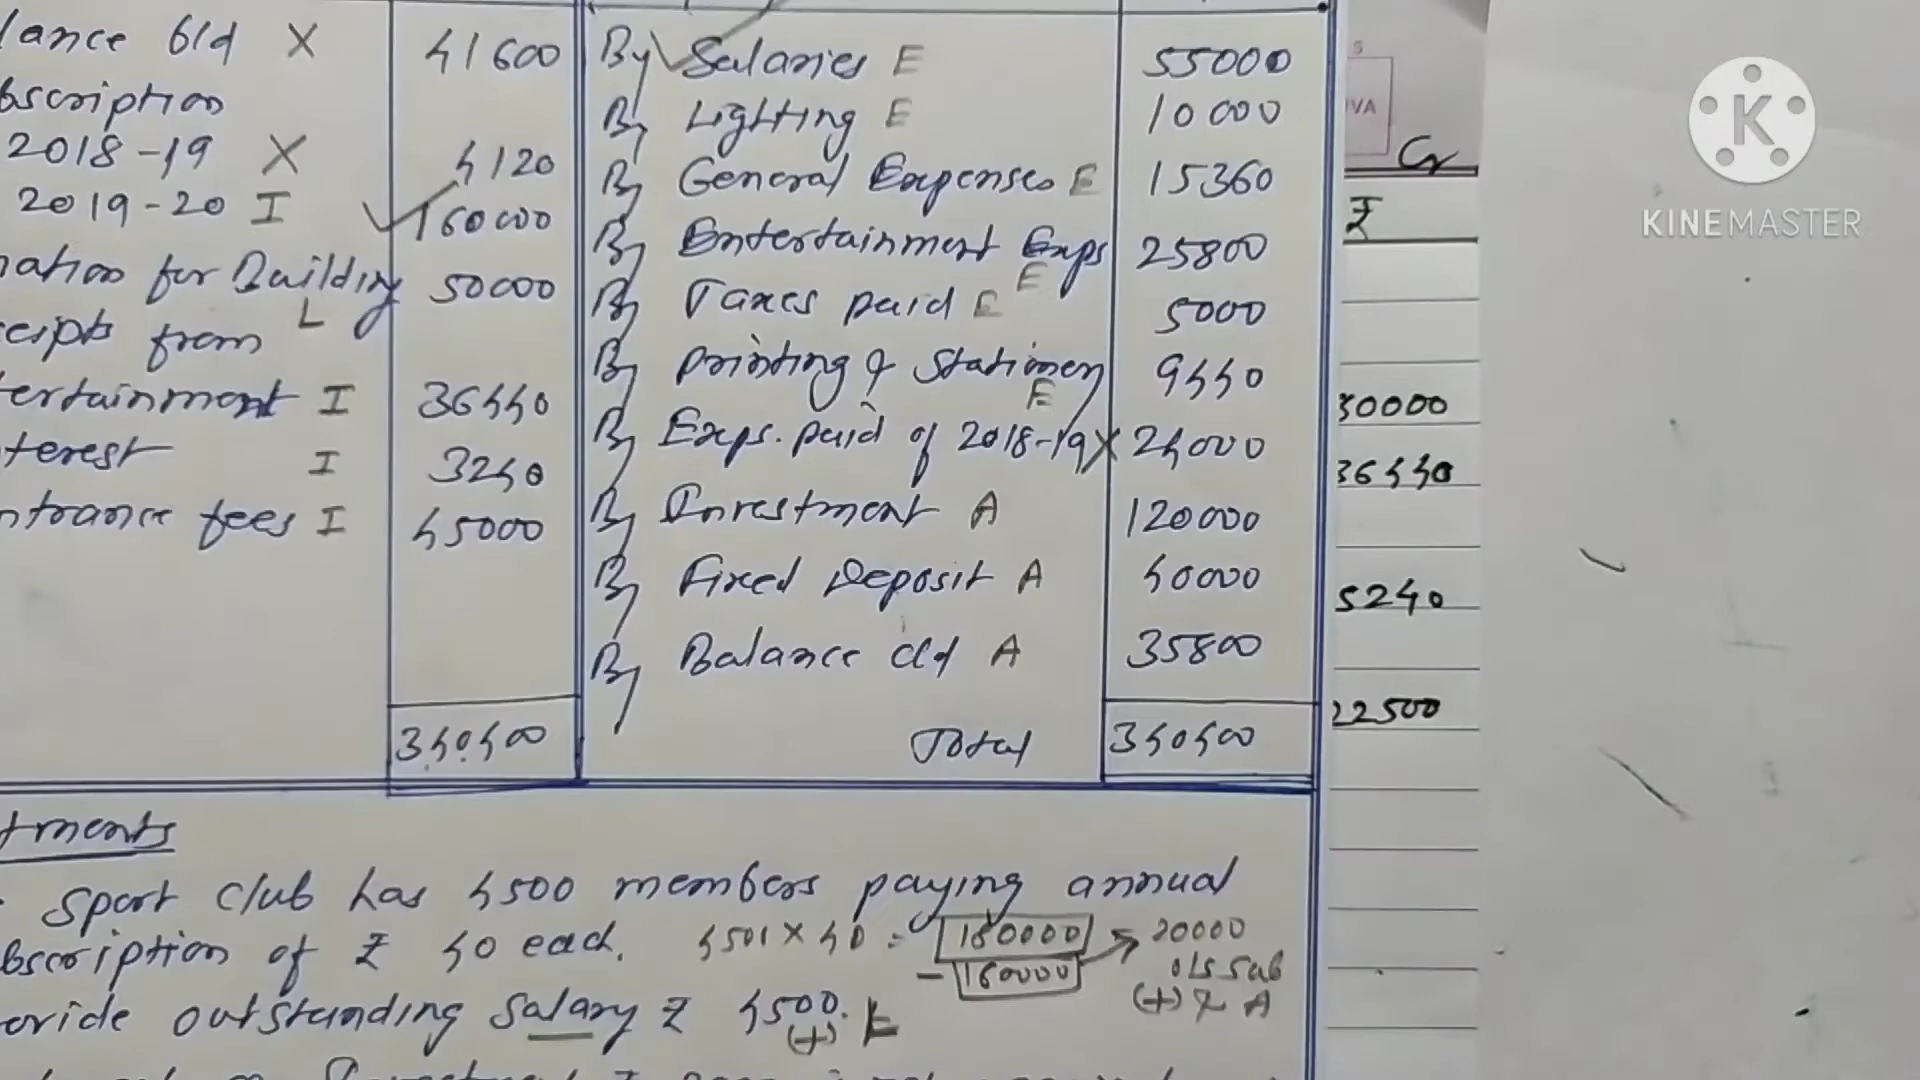 lance b/d X 41600
bscription
2018-19 X 4120
2019-20 I 160000
nation for Building 50000
L
ceipts from
tertainment I 36440
nterest I 3240
ntrance fees I 45000
340400
By Salaries E 55000
By Lighting E 10000
By General Expenses E 15360
By Entertainment Exps 25800
E
By Taxes paid E 5000
By Printing & Stationery 9440
E
By Exps. paid of 2018-19 X 24000
By Investment A 120000
By Fixed Deposit A 40000
By Balance c/d A 35800
Total 340400
S
VA
Cr
₹
30000
36440
5240
22500
K
KINEMASTER
tments
Sport club has 4500 members paying annual
bscription of ₹ 40 each. 4500 X 40 = 180000 → 20000
- 160000 o/s sub
(+) & A
ovide outstanding salary ₹ 4500. E
(+)